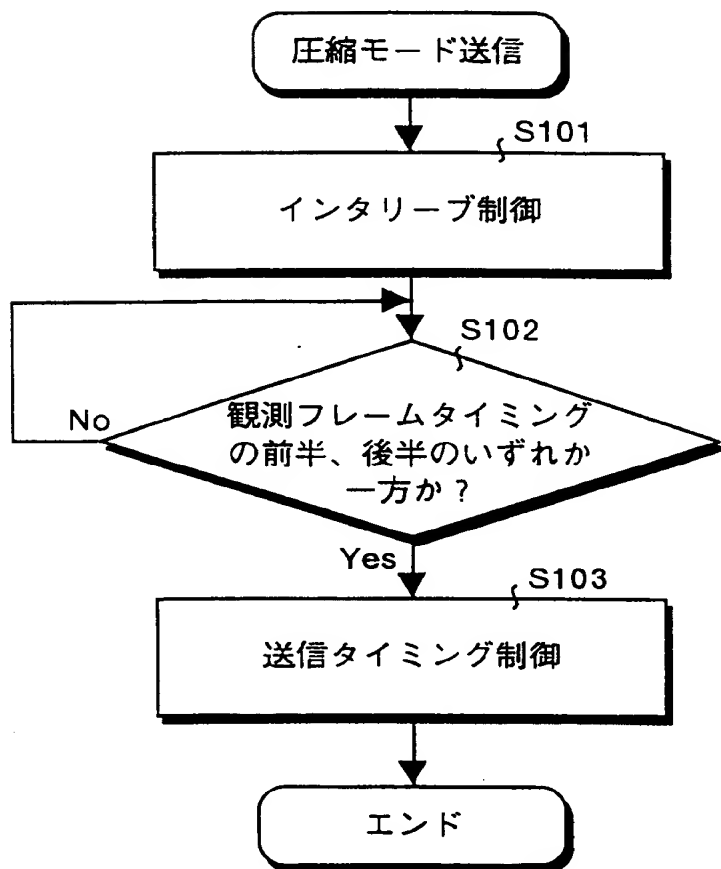 圧縮モード送信
S101
インタリーブ制御
S102
観測フレームタイミング
の前半、後半のいずれか
一方か?
No
Yes
S103
送信タイミング制御
エンド